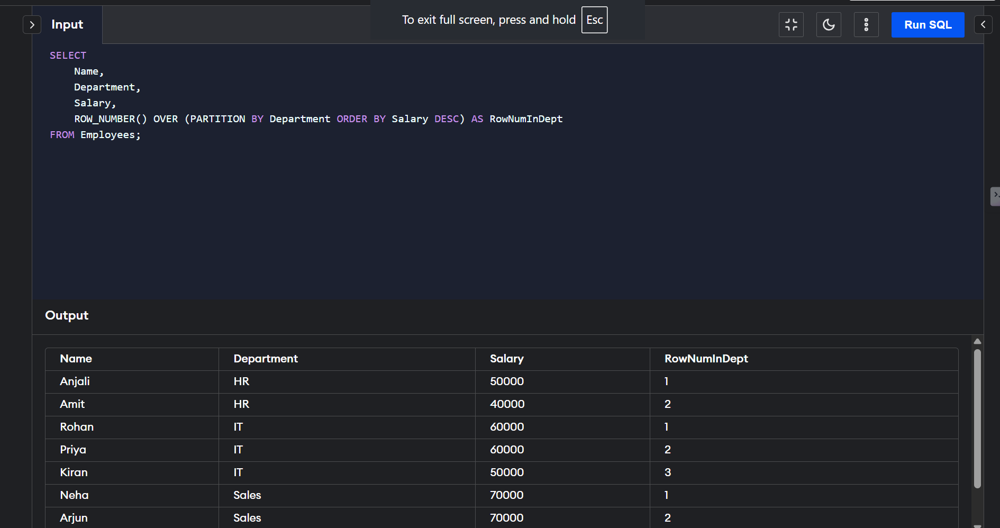 To exit full screen, press and hold Esc
Input
Run SQL
SELECT
    Name,
    Department,
    Salary,
    ROW_NUMBER() OVER (PARTITION BY Department ORDER BY Salary DESC) AS RowNumInDept
FROM Employees;
Output
Name Department Salary RowNumInDept
Anjali HR 50000 1
Amit HR 40000 2
Rohan IT 60000 1
Priya IT 60000 2
Kiran IT 50000 3
Neha Sales 70000 1
Arjun Sales 70000 2